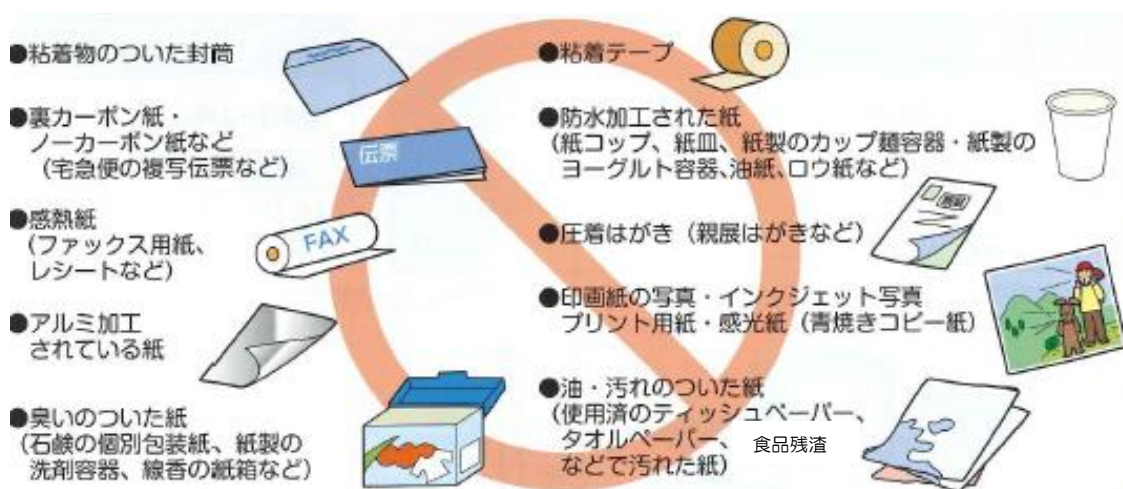 ●粘着物のついた封筒
●裏カーボン紙・
ノーカーボン紙など
(宅急便の複写伝票など)
伝票
●感熱紙
(ファックス用紙、
レシートなど)
FAX
●アルミ加工
されている紙
●臭いのついた紙
(石鹸の個別包装紙、紙製の
洗剤容器、線香の紙箱など)
●粘着テープ
●防水加工された紙
(紙コップ、紙皿、紙製のカップ麺容器・紙製の
ヨーグルト容器、油紙、ロウ紙など)
●圧着はがき(親展はがきなど)
●印画紙の写真・インクジェット写真
プリント用紙・感光紙(青焼きコピー紙)
●油・汚れのついた紙
(使用済のティッシュペーパー、
タオルペーパー、 食品残渣
などで汚れた紙)